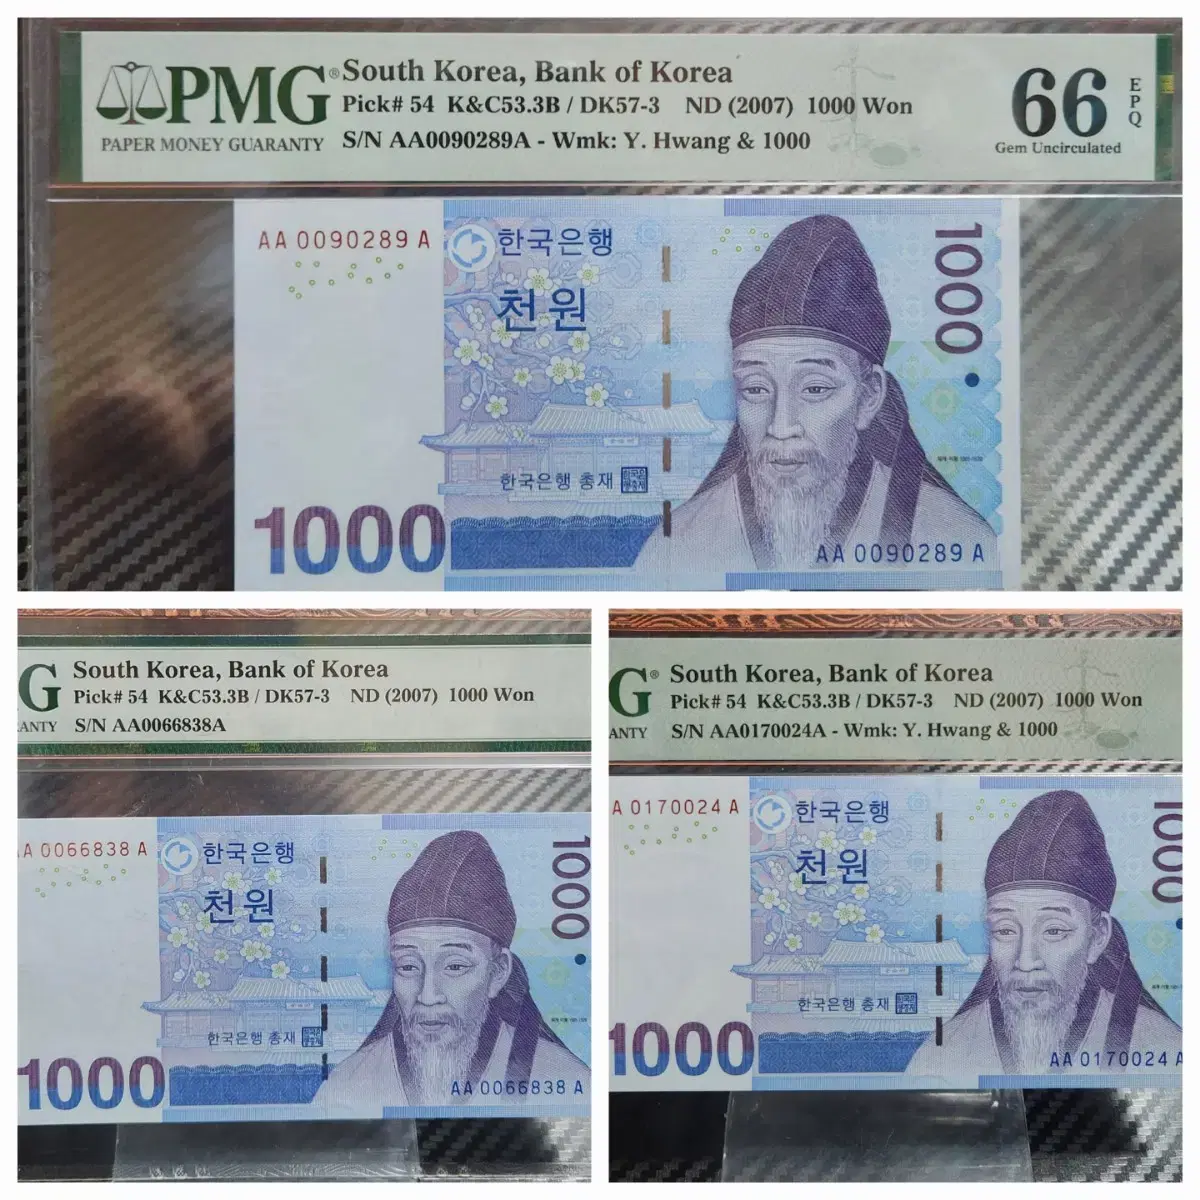 PMG®
PAPER MONEY GUARANTY
South Korea, Bank of Korea
Pick# 54 K&C53.3B / DK57-3 ND (2007) 1000 Won
S/N AA0090289A - Wmk: Y. Hwang & 1000
66
EPQ
Gem Uncirculated
AA 0090289 A
한국은행
천원
1000
한국은행 총재
1000
AA 0090289 A
G
ANTY
South Korea, Bank of Korea
Pick# 54 K&C53.3B / DK57-3 ND (2007) 1000 Won
S/N AA0066838A
A 0066838 A
한국은행
천원
1000
한국은행 총재
1000
AA 0066838 A
G®
ANTY
South Korea, Bank of Korea
Pick# 54 K&C53.3B / DK57-3 ND (2007) 1000 Won
S/N AA0170024A - Wmk: Y. Hwang & 1000
A 0170024 A
한국은행
천원
1000
한국은행 총재
1000
AA 0170024 A